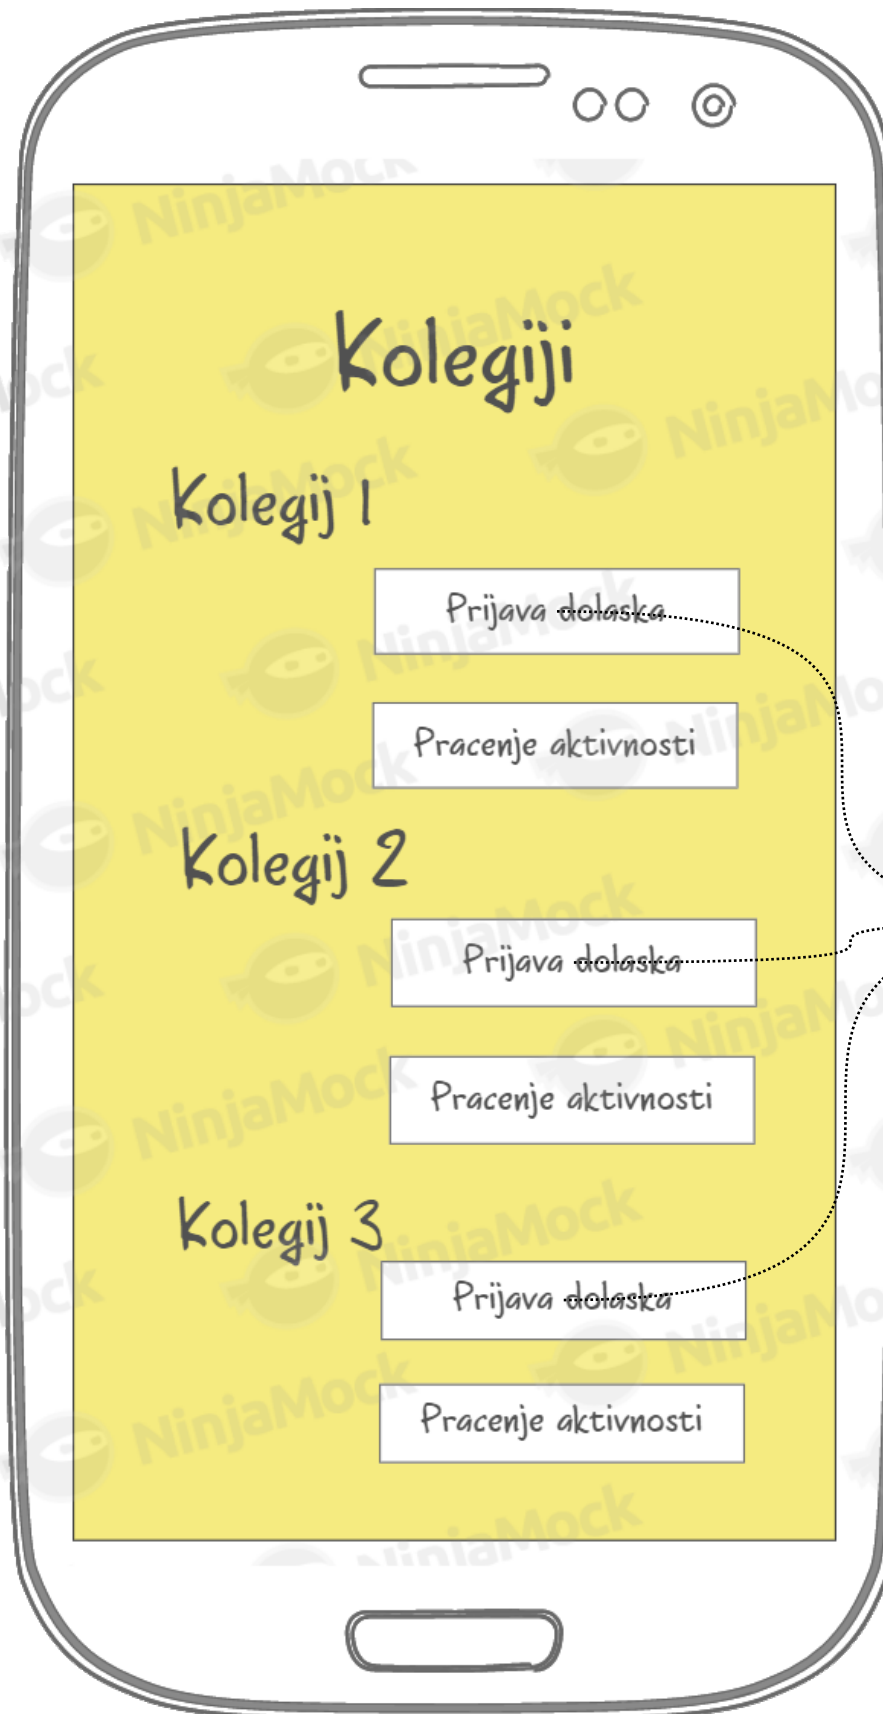 Kolegiji
Kolegij 1
Prijava dolaska
Pracenje aktivnosti
Kolegij 2
Prijava dolaska
Pracenje aktivnosti
Kolegij 3
Prijava dolaska
Pracenje aktivnosti
NinjaMock